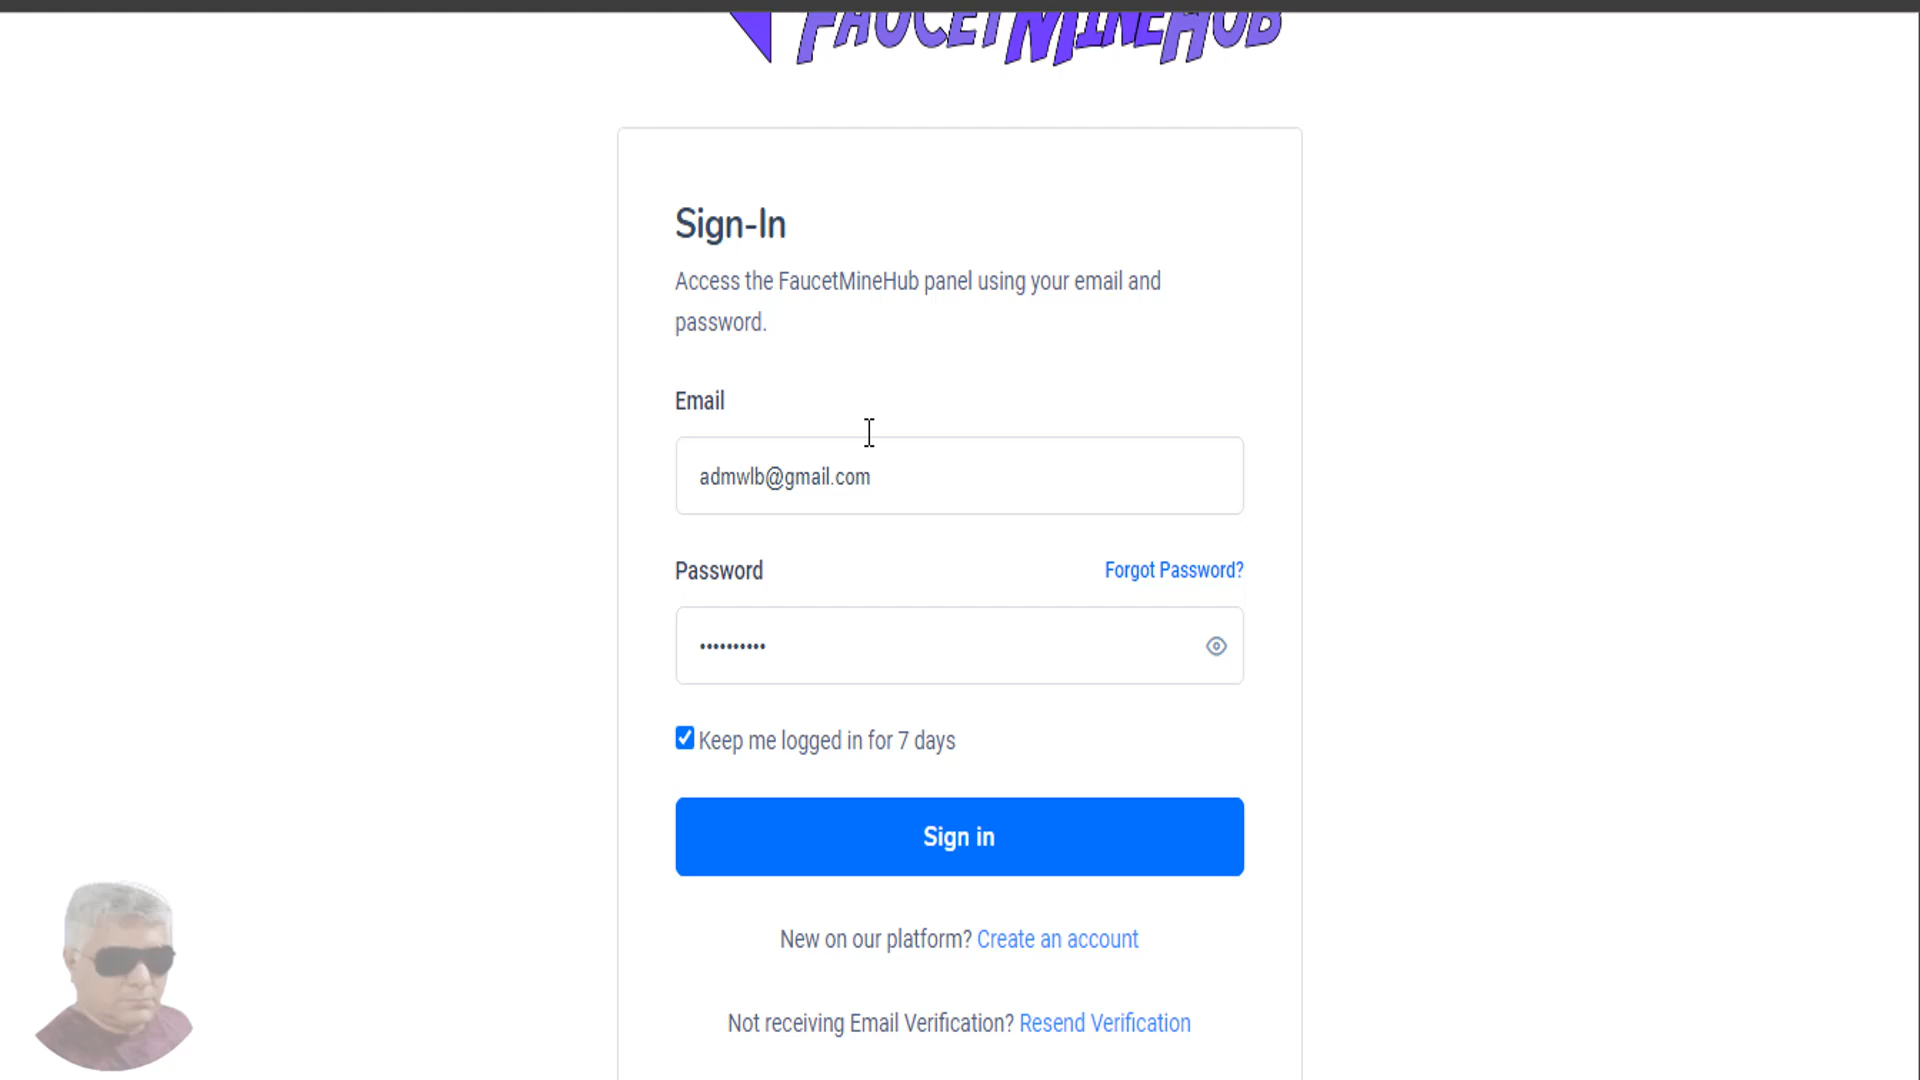 FaucetMineHub
Sign-In
Access the FaucetMineHub panel using your email and
password.
Email
admwlb@gmail.com
Password Forgot Password?
••••••••••
Keep me logged in for 7 days
Sign in
New on our platform? Create an account
Not receiving Email Verification? Resend Verification